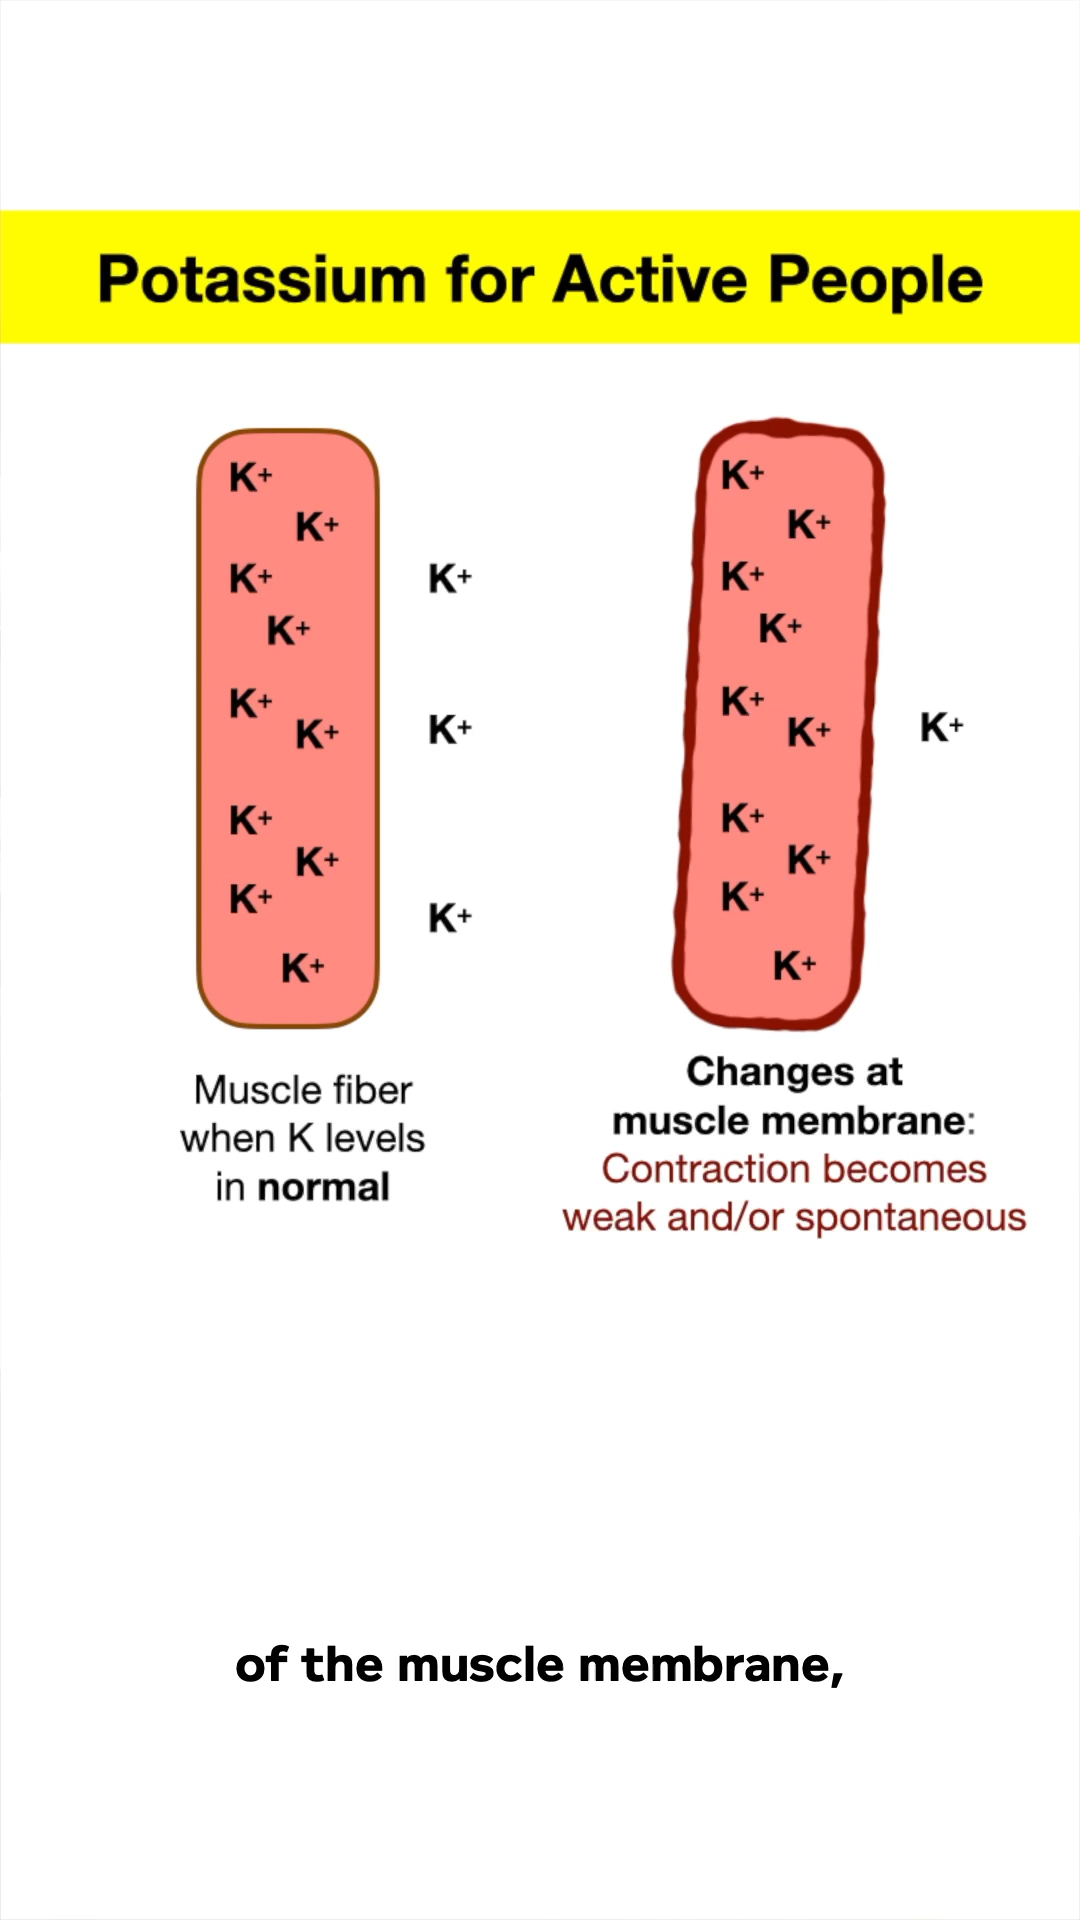 Potassium for Active People
K+
K+
K+
K+
K+
K+
K+
K+
K+
K+
K+
K+
K+
Muscle fiber
when K levels
in normal
K+
K+
K+
K+
K+
K+
K+
K+
K+
K+
K+
Changes at
muscle membrane:
Contraction becomes
weak and/or spontaneous
of the muscle membrane,